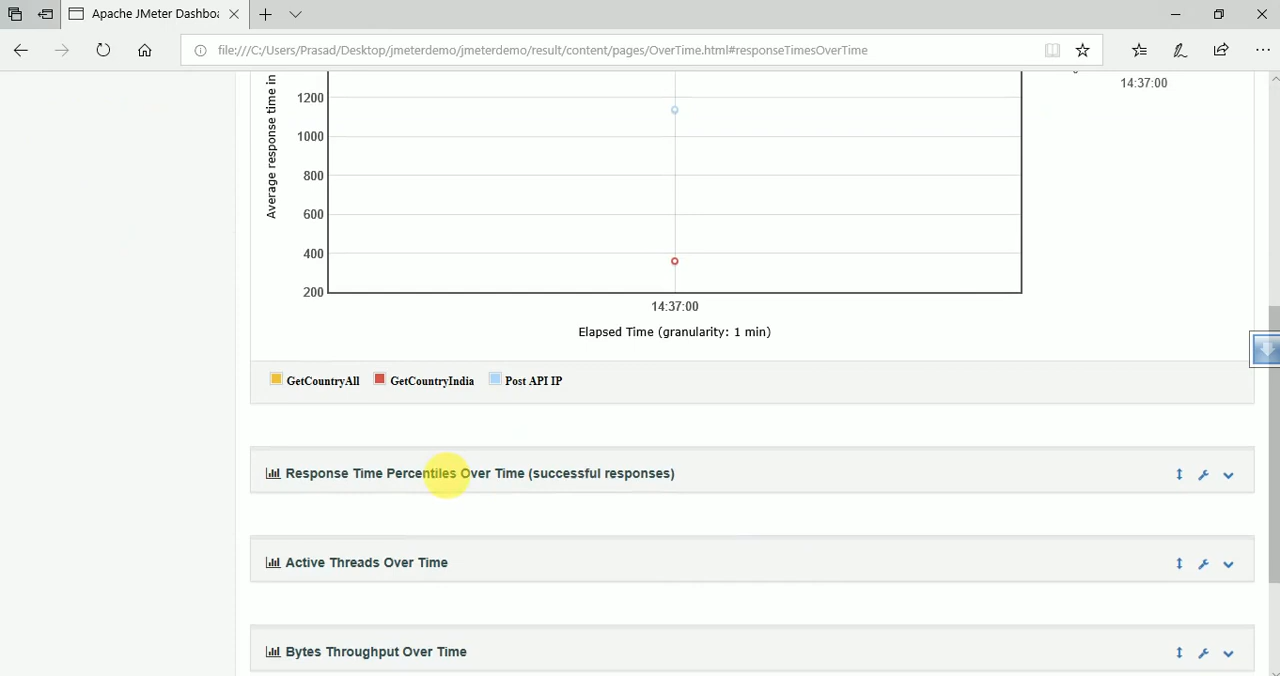 Apache JMeter Dashboa
file:///C:/Users/Prasad/Desktop/jmeterdemo/jmeterdemo/result/content/pages/OverTime.html#responseTimesOverTime
Average response time in
1200
1000
800
600
400
200
14:37:00
14:37:00
Elapsed Time (granularity: 1 min)
GetCountryAll GetCountryIndia Post API IP
Response Time Percentiles Over Time (successful responses)
Active Threads Over Time
Bytes Throughput Over Time